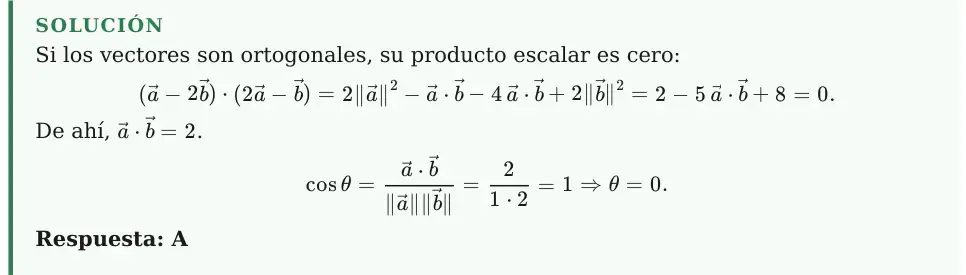 SOLUCIÓN
Si los vectores son ortogonales, su producto escalar es cero:
(a⃗ − 2b⃗) · (2a⃗ − b⃗) = 2‖a⃗‖² − a⃗ · b⃗ − 4 a⃗ · b⃗ + 2‖b⃗‖² = 2 − 5 a⃗ · b⃗ + 8 = 0.
De ahí, a⃗ · b⃗ = 2.
cos θ = (a⃗ · b⃗) / (‖a⃗‖‖b⃗‖) = 2 / (1 · 2) = 1 ⇒ θ = 0.
Respuesta: A